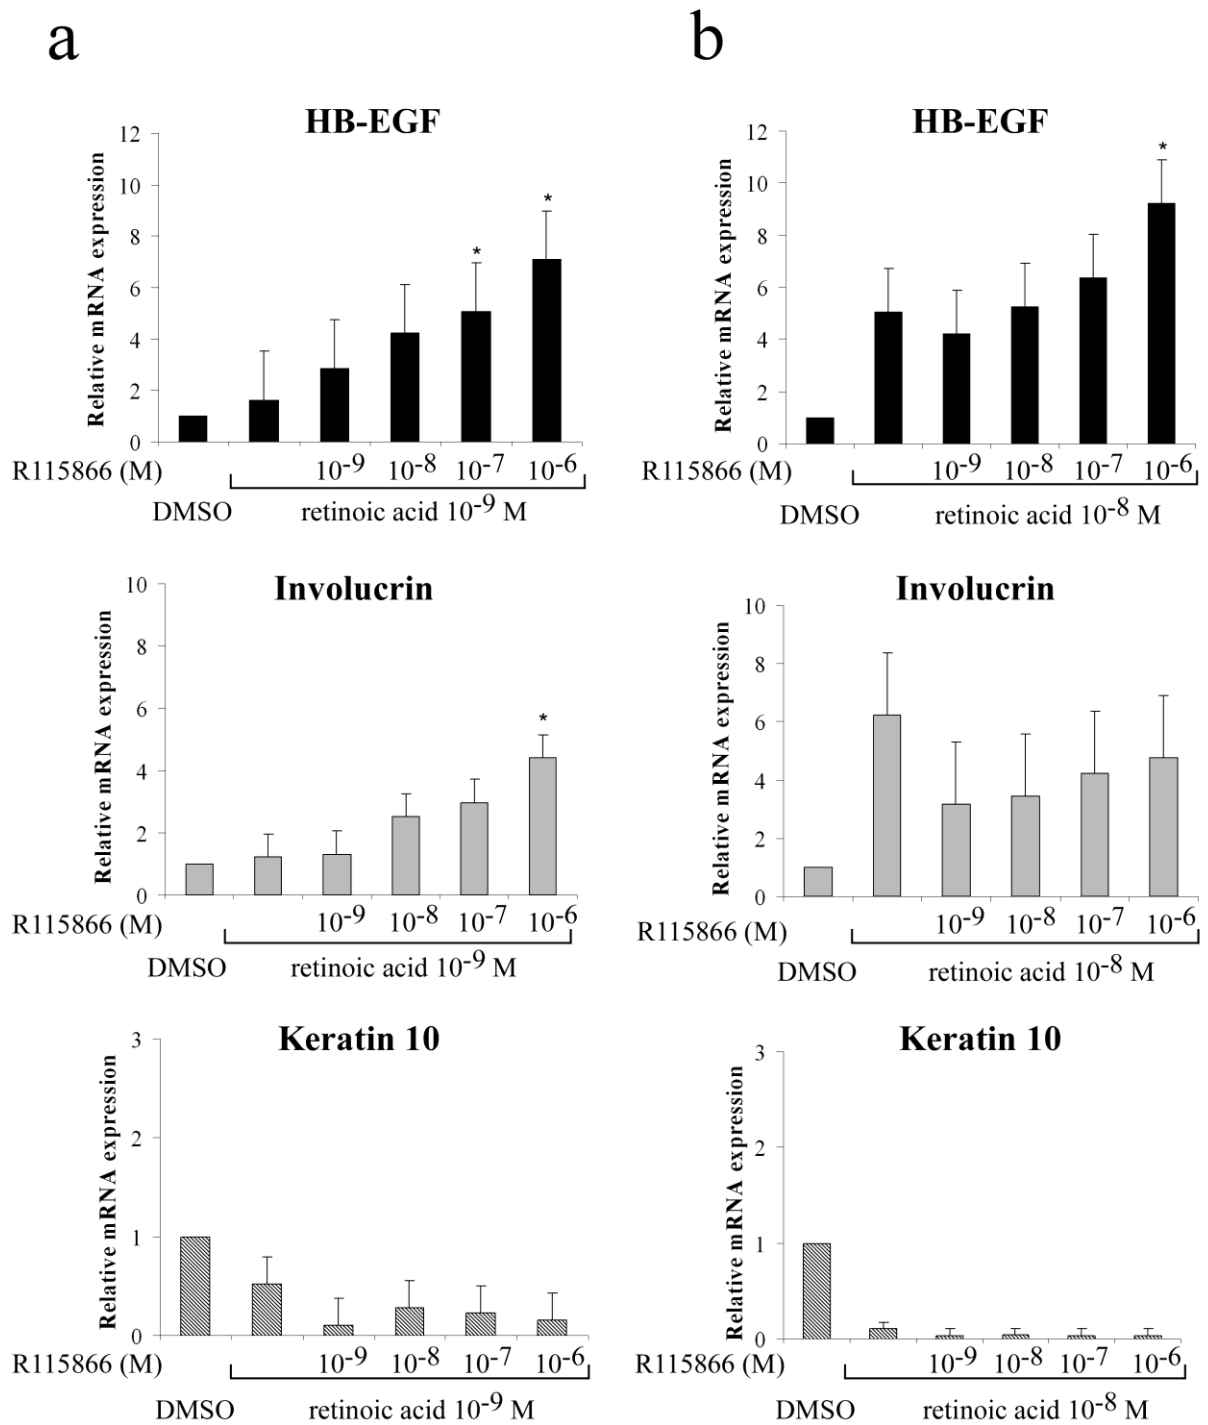 a
b
HB-EGF
12
10
8
6
4
2
0
Relative mRNA expression
*
*
R115866 (M)
10-9
10-8
10-7
10-6
DMSO
retinoic acid 10-9 M
HB-EGF
12
10
8
6
4
2
0
Relative mRNA expression
*
R115866 (M)
10-9
10-8
10-7
10-6
DMSO
retinoic acid 10-8 M
Involucrin
10
8
6
4
2
0
Relative mRNA expression
*
R115866 (M)
10-9
10-8
10-7
10-6
DMSO
retinoic acid 10-9 M
Involucrin
10
8
6
4
2
0
Relative mRNA expression
R115866 (M)
10-9
10-8
10-7
10-6
DMSO
retinoic acid 10-8 M
Keratin 10
3
2
1
0
Relative mRNA expression
R115866 (M)
10-9
10-8
10-7
10-6
DMSO
retinoic acid 10-9 M
Keratin 10
3
2
1
0
Relative mRNA expression
R115866 (M)
10-9
10-8
10-7
10-6
DMSO
retinoic acid 10-8 M